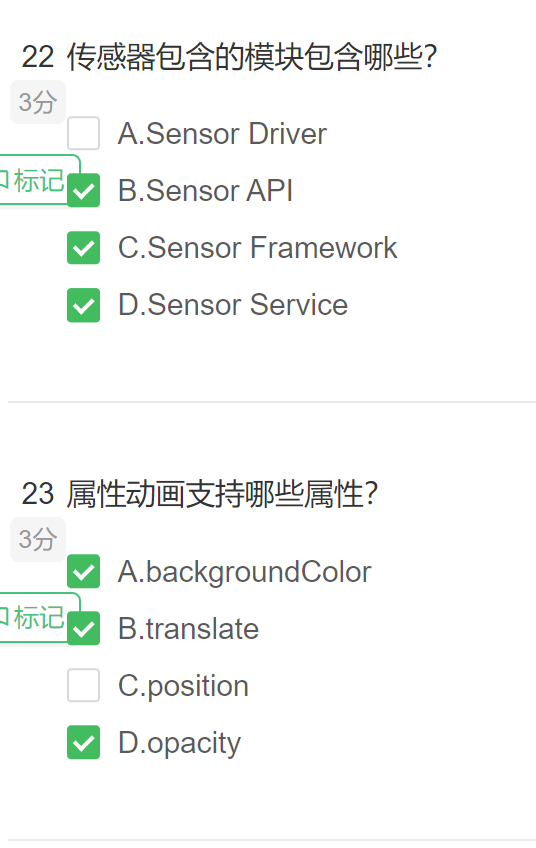 22 传感器包含的模块包含哪些？
3分
A.Sensor Driver
标记
B.Sensor API
C.Sensor Framework
D.Sensor Service
23 属性动画支持哪些属性？
3分
A.backgroundColor
标记
B.translate
C.position
D.opacity